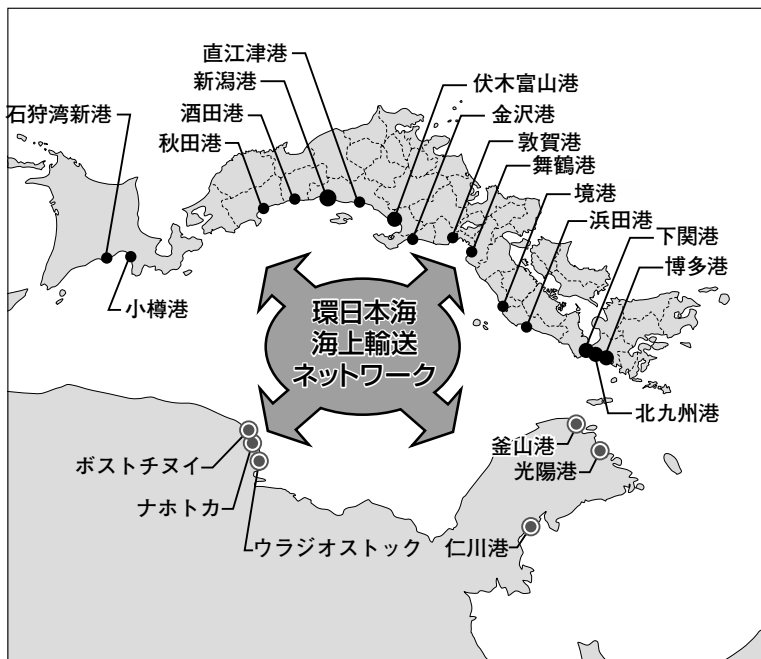 直江津港
新潟港
酒田港
秋田港
石狩湾新港
小樽港
伏木富山港
金沢港
敦賀港
舞鶴港
境港
浜田港
下関港
博多港
北九州港
環日本海
海上輸送
ネットワーク
ボストチヌイ
ナホトカ
ウラジオストック
釜山港
光陽港
仁川港